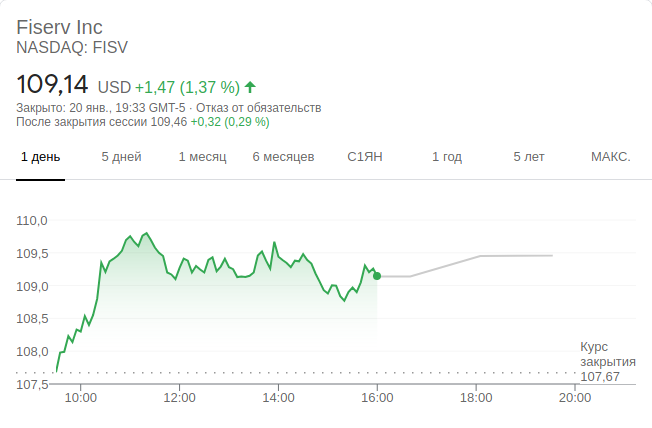 Fiserv Inc
NASDAQ: FISV
109,14 USD +1,47 (1,37 %)
Закрыто: 20 янв., 19:33 GMT-5 · Отказ от обязательств
После закрытия сессии 109,46 +0,32 (0,29 %)
1 день 5 дней 1 месяц 6 месяцев С1ЯН 1 год 5 лет МАКС.
110,0
109,5
109,0
108,5
108,0
107,5
Курс
закрытия
107,67
10:00 12:00 14:00 16:00 18:00 20:00